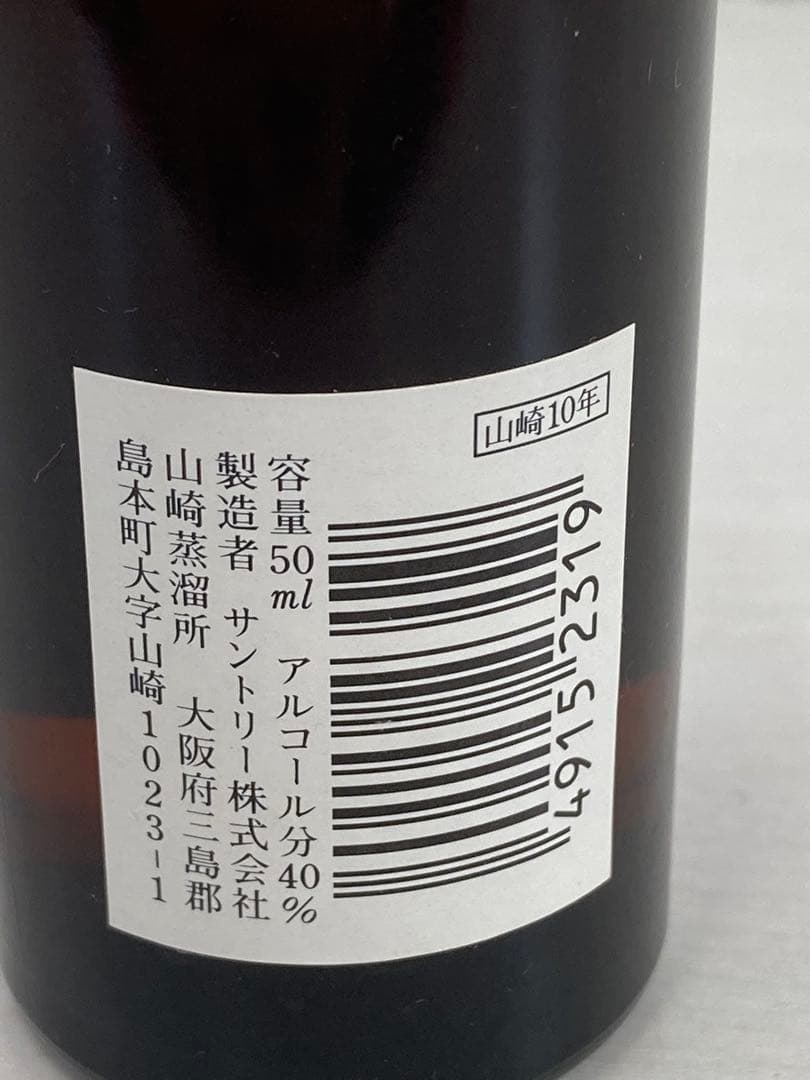 山崎10年
容量50ml アルコール分40%
製造者 サントリー株式会社
山崎蒸溜所 大阪府三島郡
島本町大字山崎1023-1
4915 2319